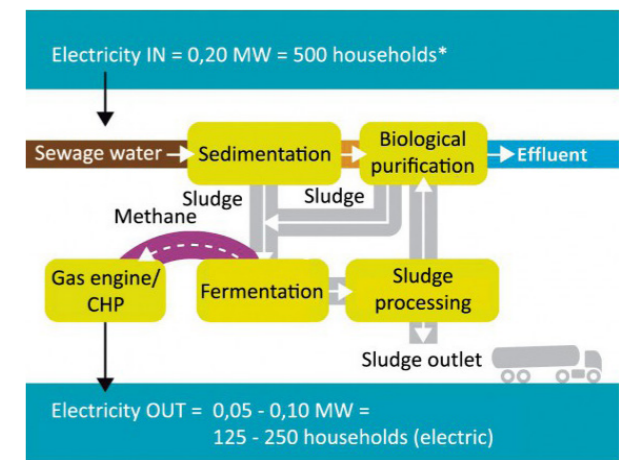 Electricity IN = 0,20 MW = 500 households*
Sewage water
Sedimentation
Biological
purification
Effluent
Sludge
Sludge
Methane
Gas engine/
CHP
Fermentation
Sludge
processing
Sludge outlet
Electricity OUT = 0,05 - 0,10 MW =
125 - 250 households (electric)